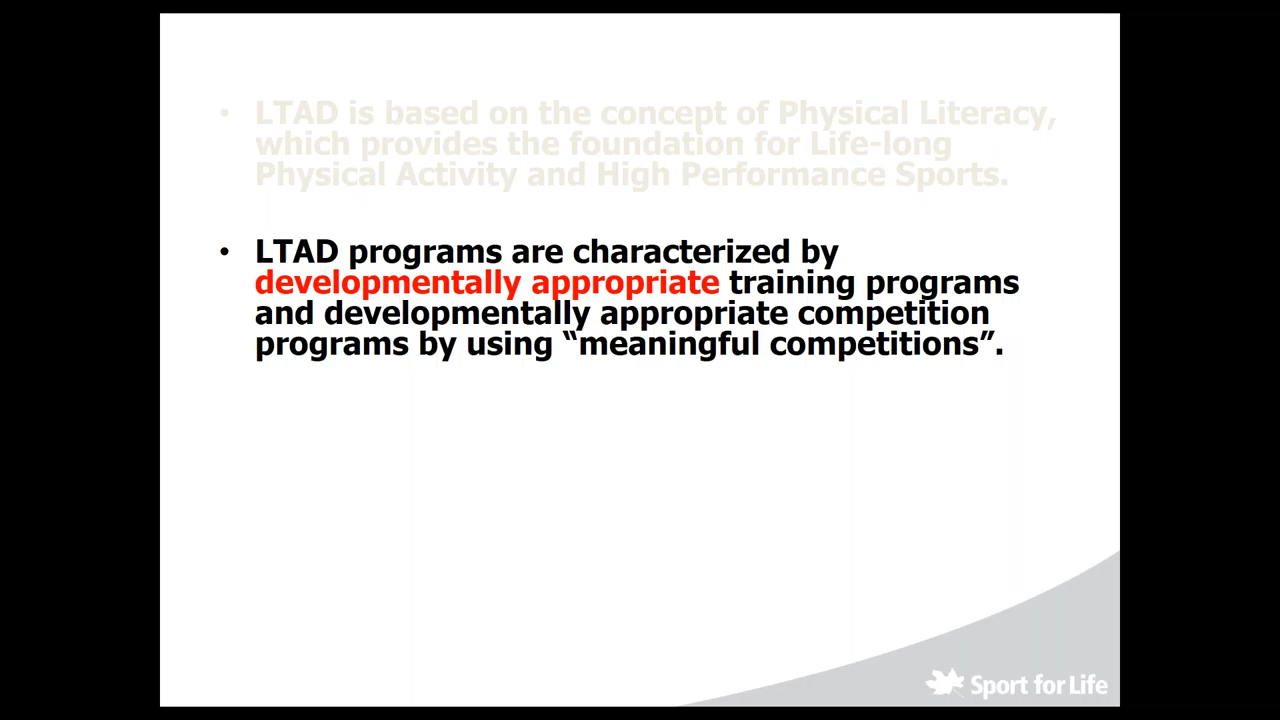 • LTAD is based on the concept of Physical Literacy,
which provides the foundation for Life-long
Physical Activity and High Performance Sports.
• LTAD programs are characterized by
developmentally appropriate training programs
and developmentally appropriate competition
programs by using “meaningful competitions”.
Sport for Life